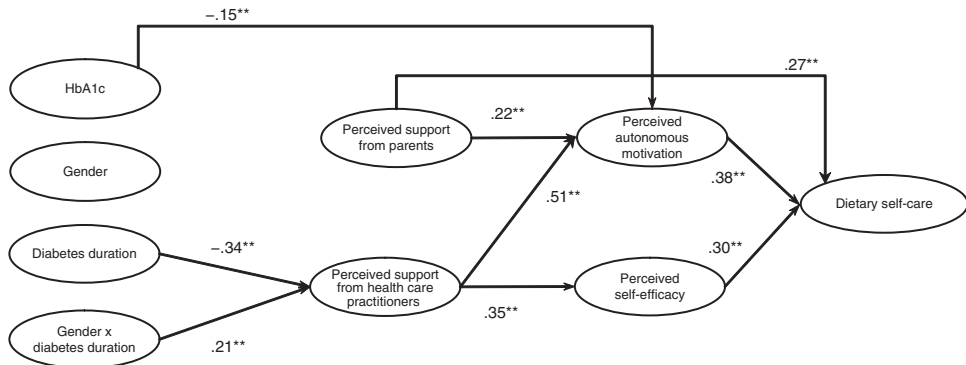 –.15**
.27**
HbA1c
Perceived support
from parents
.22**
Perceived
autonomous
motivation
Gender
.51**
.38**
Dietary self-care
Diabetes duration
–.34**
Perceived support
from health care
practitioners
.35**
Perceived
self-efficacy
.30**
Gender x
diabetes duration
.21**